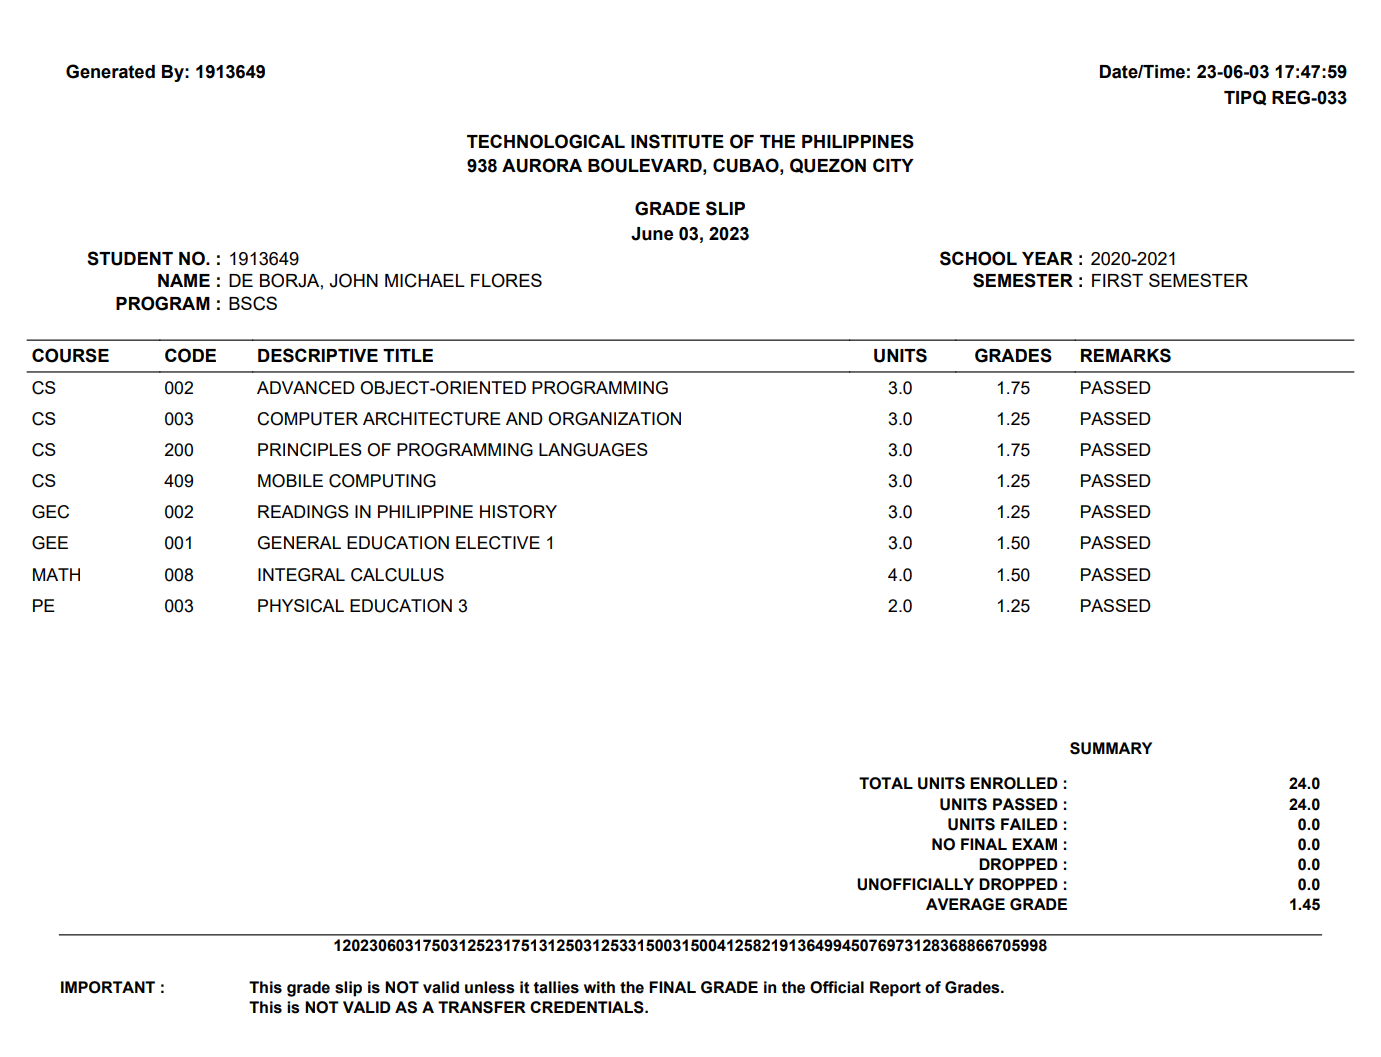 Generated By: 1913649 Date/Time: 23-06-03 17:47:59
TIPQ REG-033
TECHNOLOGICAL INSTITUTE OF THE PHILIPPINES
938 AURORA BOULEVARD, CUBAO, QUEZON CITY
GRADE SLIP
June 03, 2023
STUDENT NO. : 1913649 SCHOOL YEAR : 2020-2021
NAME : DE BORJA, JOHN MICHAEL FLORES SEMESTER : FIRST SEMESTER
PROGRAM : BSCS
COURSE CODE DESCRIPTIVE TITLE UNITS GRADES REMARKS
CS 002 ADVANCED OBJECT-ORIENTED PROGRAMMING 3.0 1.75 PASSED
CS 003 COMPUTER ARCHITECTURE AND ORGANIZATION 3.0 1.25 PASSED
CS 200 PRINCIPLES OF PROGRAMMING LANGUAGES 3.0 1.75 PASSED
CS 409 MOBILE COMPUTING 3.0 1.25 PASSED
GEC 002 READINGS IN PHILIPPINE HISTORY 3.0 1.25 PASSED
GEE 001 GENERAL EDUCATION ELECTIVE 1 3.0 1.50 PASSED
MATH 008 INTEGRAL CALCULUS 4.0 1.50 PASSED
PE 003 PHYSICAL EDUCATION 3 2.0 1.25 PASSED
SUMMARY
TOTAL UNITS ENROLLED : 24.0
UNITS PASSED : 24.0
UNITS FAILED : 0.0
NO FINAL EXAM : 0.0
DROPPED : 0.0
UNOFFICIALLY DROPPED : 0.0
AVERAGE GRADE 1.45
1202306031750312523175131250312533150031500412582191364994507697312836886670​5998
IMPORTANT : This grade slip is NOT valid unless it tallies with the FINAL GRADE in the Official Report of Grades.
This is NOT VALID AS A TRANSFER CREDENTIALS.